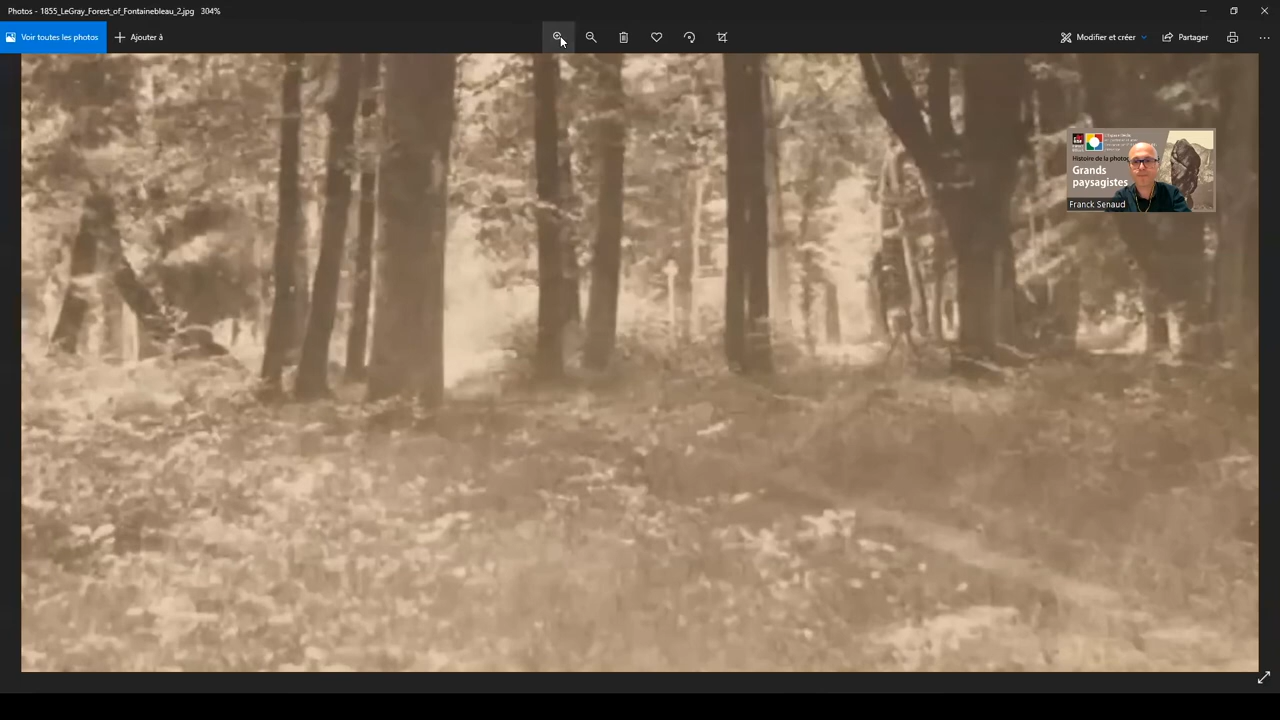 Photos - 1855_LeGray_Forest_of_Fontainebleau_2.jpg 304%
Voir toutes les photos
Ajouter à
Modifier et créer
Partager
Histoire de la photog
Grands
paysagistes
Franck Senaud